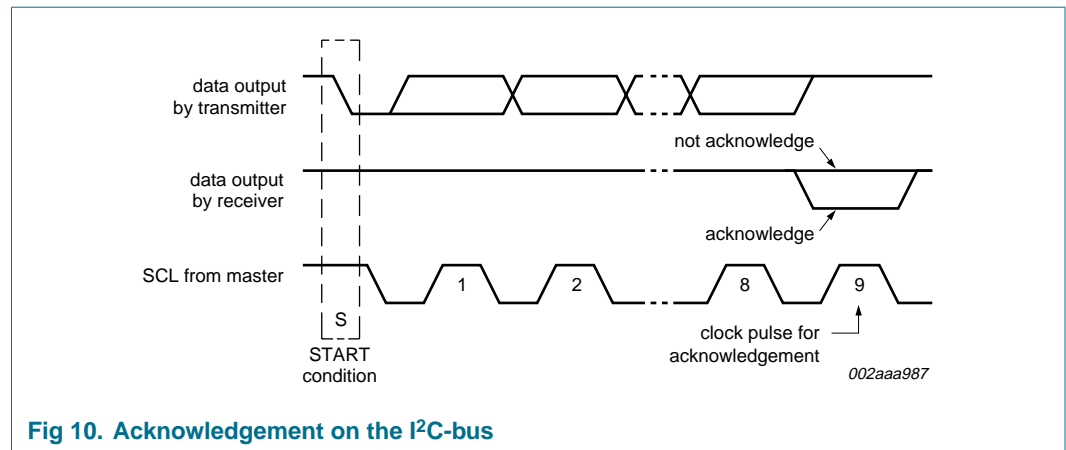 data output
by transmitter
not acknowledge
data output
by receiver
acknowledge
SCL from master
1
2
8
9
S
START
condition
clock pulse for
acknowledgement
002aaa987
Fig 10. Acknowledgement on the I²C-bus